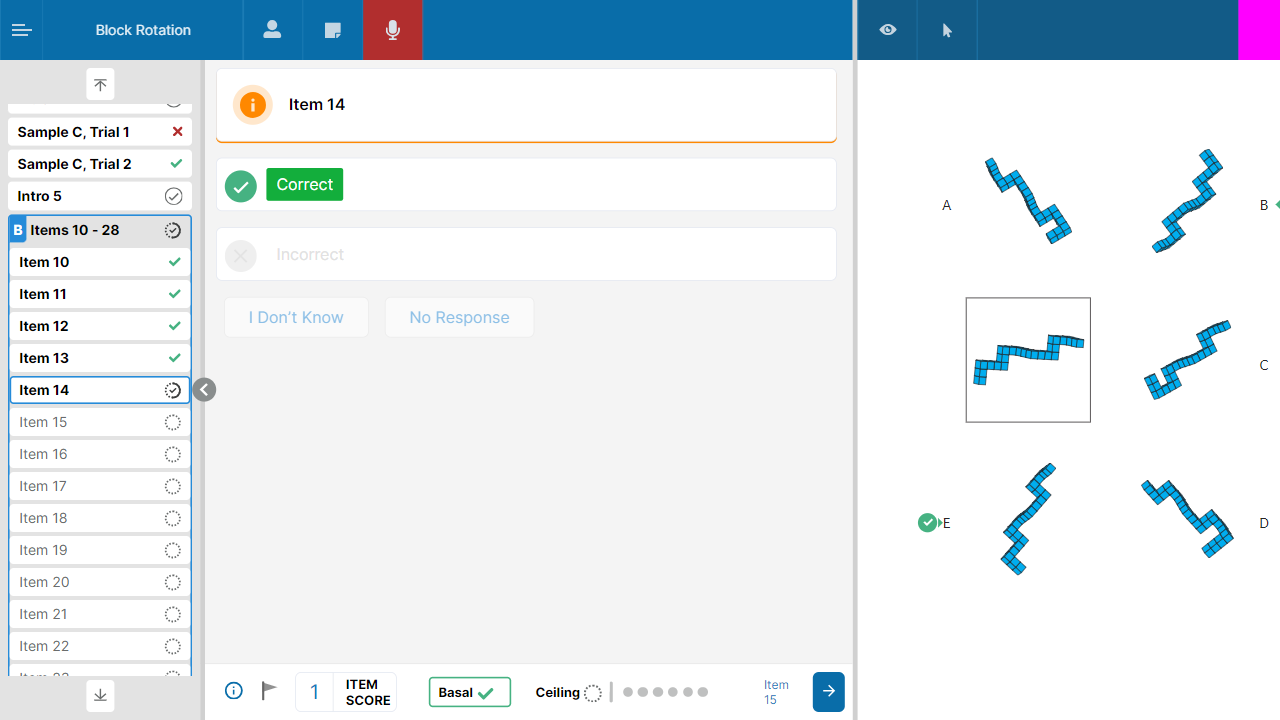 Block Rotation
Sample C, Trial 1
Sample C, Trial 2
Intro 5
B Items 10 - 28
Item 10
Item 11
Item 12
Item 13
Item 14
Item 15
Item 16
Item 17
Item 18
Item 19
Item 20
Item 21
Item 22
Item 14
Correct
Incorrect
I Don't Know
No Response
1
ITEM
SCORE
Basal
Ceiling
Item
15
A
B
C
E
D